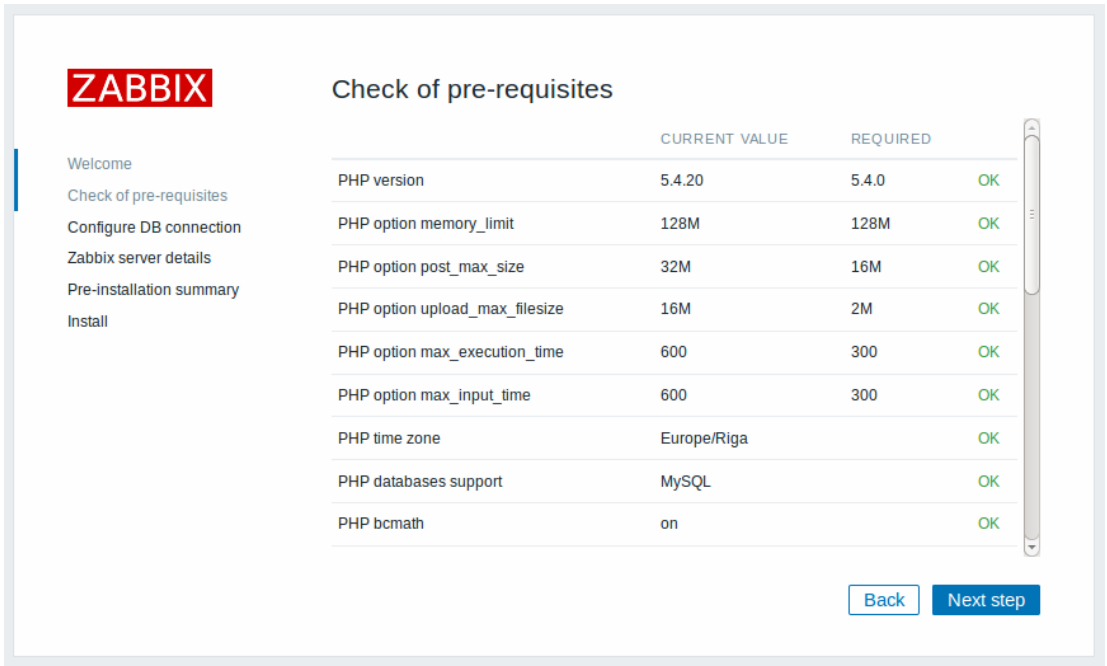 ZABBIX
Welcome
Check of pre-requisites
Configure DB connection
Zabbix server details
Pre-installation summary
Install
Check of pre-requisites
CURRENT VALUE REQUIRED
PHP version 5.4.20 5.4.0 OK
PHP option memory_limit 128M 128M OK
PHP option post_max_size 32M 16M OK
PHP option upload_max_filesize 16M 2M OK
PHP option max_execution_time 600 300 OK
PHP option max_input_time 600 300 OK
PHP time zone Europe/Riga OK
PHP databases support MySQL OK
PHP bcmath on OK
Back Next step